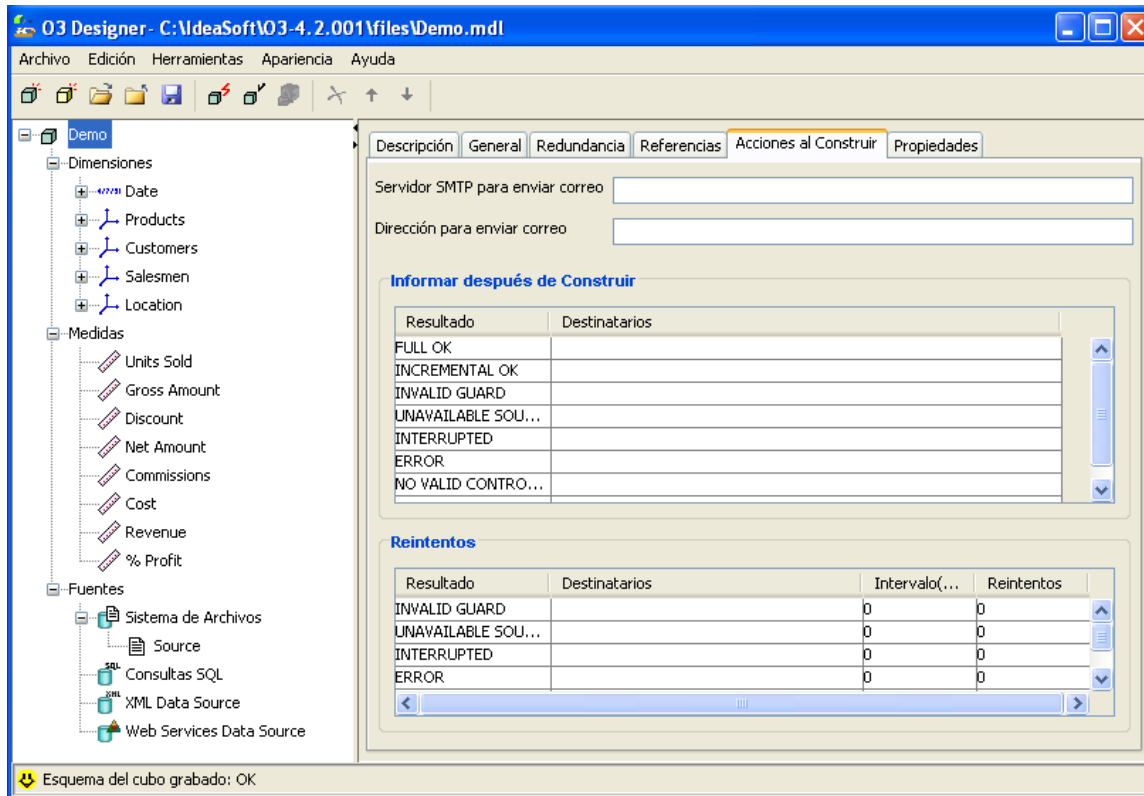 O3 Designer - C:\IdeaSoft\O3-4.2.001\files\Demo.mdl
Archivo Edición Herramientas Apariencia Ayuda
Demo
Dimensiones
Date
Products
Customers
Salesmen
Location
Medidas
Units Sold
Gross Amount
Discount
Net Amount
Commissions
Cost
Revenue
% Profit
Fuentes
Sistema de Archivos
Source
SQL
Consultas SQL
XML
XML Data Source
Web Services Data Source
Descripción General Redundancia Referencias Acciones al Construir Propiedades
Servidor SMTP para enviar correo
Dirección para enviar correo
Informar después de Construir
Resultado Destinatarios
FULL OK
INCREMENTAL OK
INVALID GUARD
UNAVAILABLE SOU...
INTERRUPTED
ERROR
NO VALID CONTRO...
Reintentos
Resultado Destinatarios Intervalo(... Reintentos
INVALID GUARD 0 0
UNAVAILABLE SOU... 0 0
INTERRUPTED 0 0
ERROR 0 0
Esquema del cubo grabado: OK